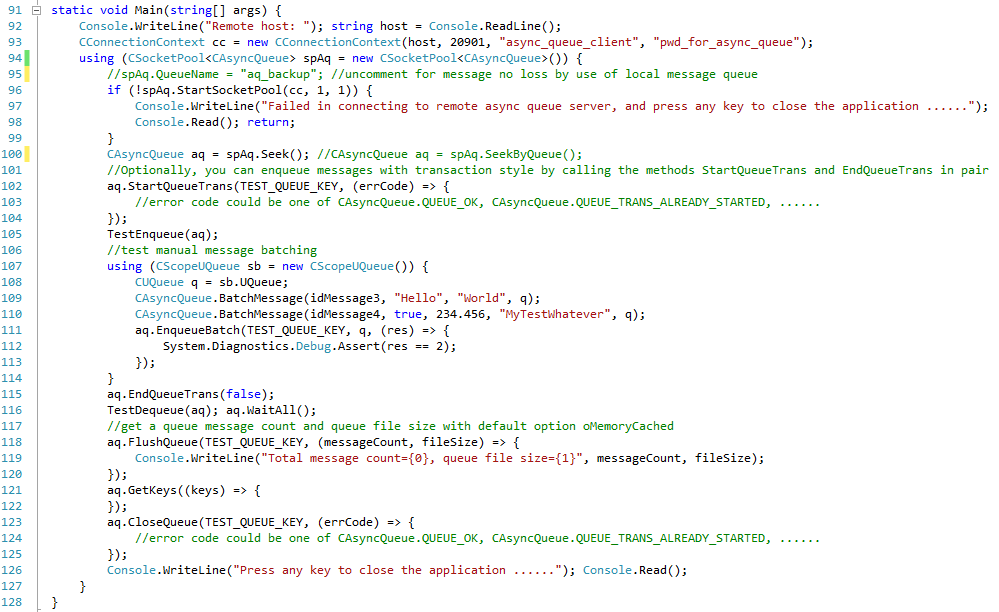 91 static void Main(string[] args) {
92     Console.WriteLine("Remote host: "); string host = Console.ReadLine();
93     CConnectionContext cc = new CConnectionContext(host, 20901, "async_queue_client", "pwd_for_async_queue");
94     using (CSocketPool<CAsyncQueue> spAq = new CSocketPool<CAsyncQueue>()) {
95         //spAq.QueueName = "aq_backup"; //uncomment for message no loss by use of local message queue
96         if (!spAq.StartSocketPool(cc, 1, 1)) {
97             Console.WriteLine("Failed in connecting to remote async queue server, and press any key to close the application ......");
98             Console.Read(); return;
99         }
100         CAsyncQueue aq = spAq.Seek(); //CAsyncQueue aq = spAq.SeekByQueue();
101         //Optionally, you can enqueue messages with transaction style by calling the methods StartQueueTrans and EndQueueTrans in pair
102         aq.StartQueueTrans(TEST_QUEUE_KEY, (errCode) => {
103             //error code could be one of CAsyncQueue.QUEUE_OK, CAsyncQueue.QUEUE_TRANS_ALREADY_STARTED, ......
104         });
105         TestEnqueue(aq);
106         //test manual message batching
107         using (CScopeUQueue sb = new CScopeUQueue()) {
108             CUQueue q = sb.UQueue;
109             CAsyncQueue.BatchMessage(idMessage3, "Hello", "World", q);
110             CAsyncQueue.BatchMessage(idMessage4, true, 234.456, "MyTestWhatever", q);
111             aq.EnqueueBatch(TEST_QUEUE_KEY, q, (res) => {
112                 System.Diagnostics.Debug.Assert(res == 2);
113             });
114         }
115         aq.EndQueueTrans(false);
116         TestDequeue(aq); aq.WaitAll();
117         //get a queue message count and queue file size with default option oMemoryCached
118         aq.FlushQueue(TEST_QUEUE_KEY, (messageCount, fileSize) => {
119             Console.WriteLine("Total message count={0}, queue file size={1}", messageCount, fileSize);
120         });
121         aq.GetKeys((keys) => {
122         });
123         aq.CloseQueue(TEST_QUEUE_KEY, (errCode) => {
124             //error code could be one of CAsyncQueue.QUEUE_OK, CAsyncQueue.QUEUE_TRANS_ALREADY_STARTED, ......
125         });
126         Console.WriteLine("Press any key to close the application ......"); Console.Read();
127     }
128 }